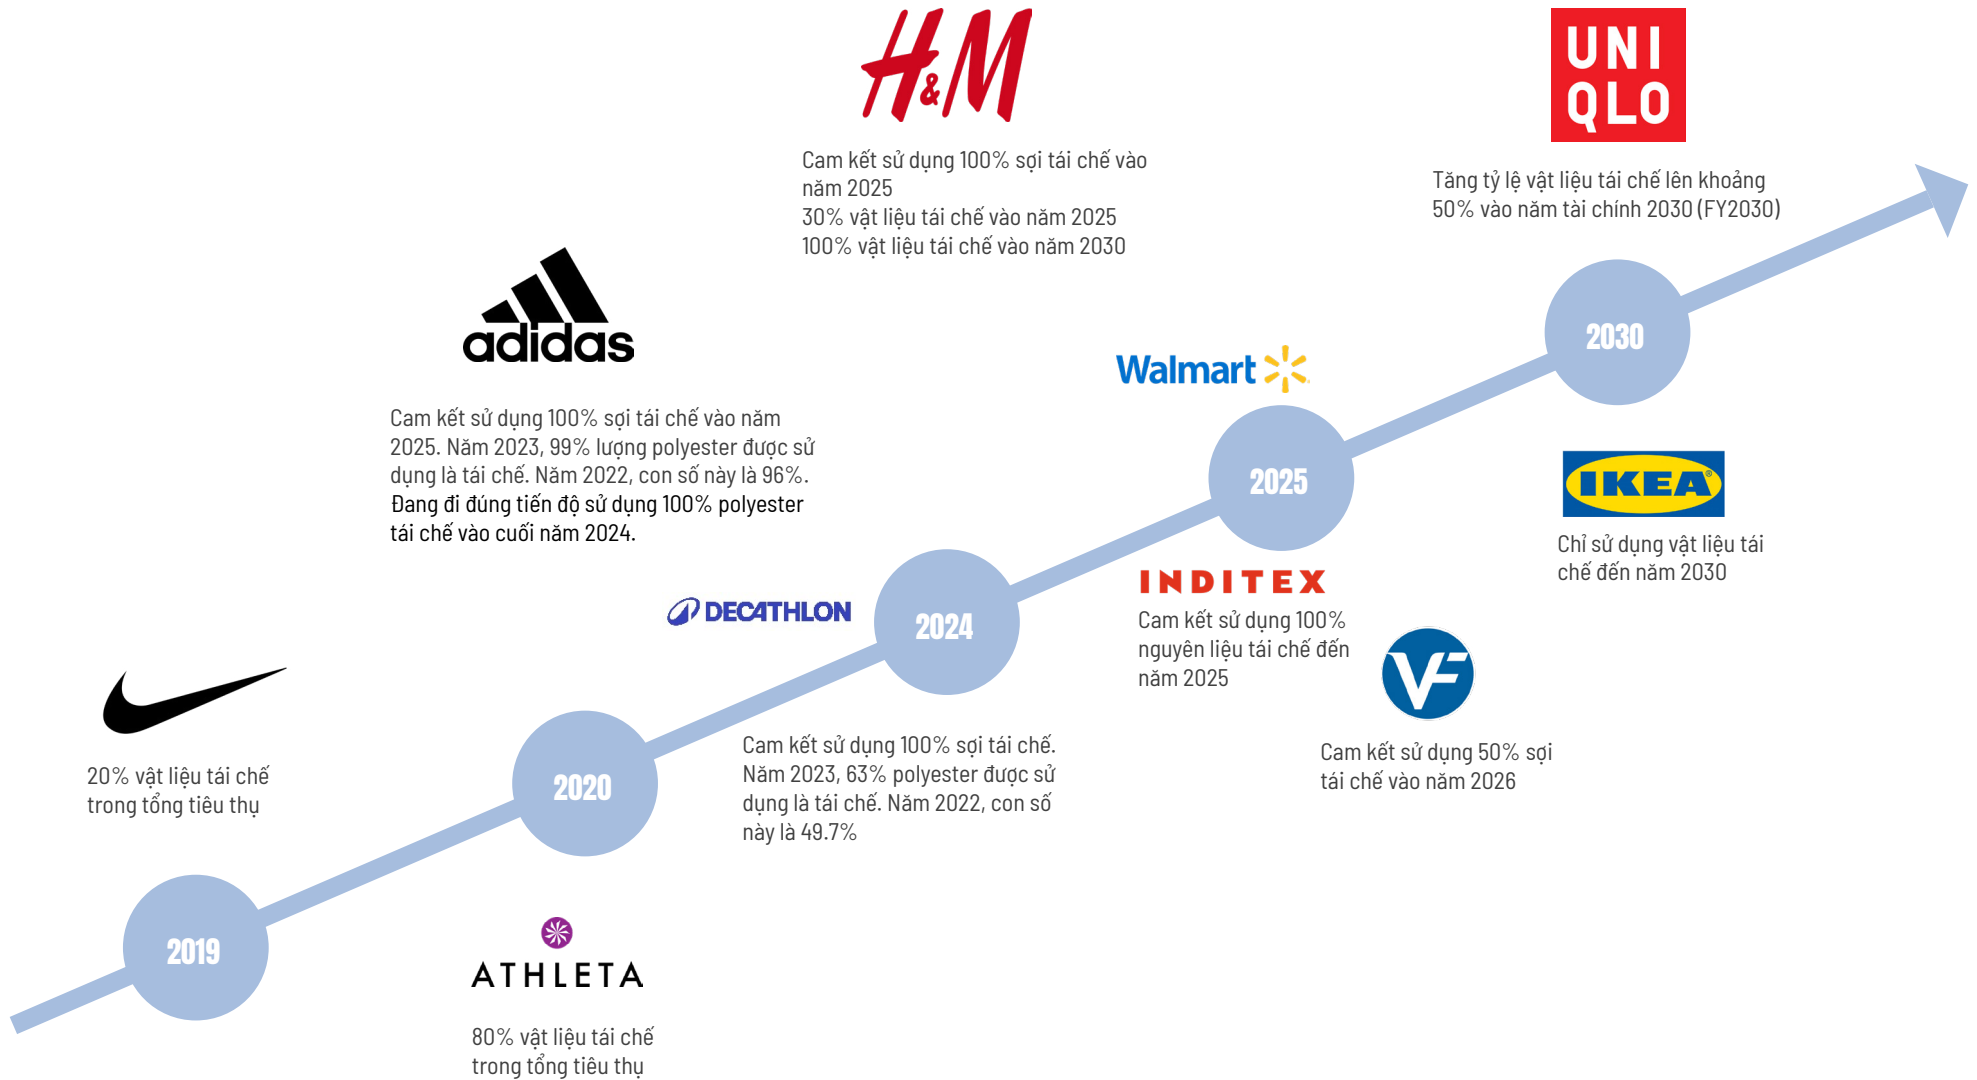 H&M
Cam kết sử dụng 100% sợi tái chế vào
năm 2025
30% vật liệu tái chế vào năm 2025
100% vật liệu tái chế vào năm 2030
UNI
QLO
Tăng tỷ lệ vật liệu tái chế lên khoảng
50% vào năm tài chính 2030 (FY2030)
adidas
Cam kết sử dụng 100% sợi tái chế vào năm
2025. Năm 2023, 99% lượng polyester được sử
dụng là tái chế. Năm 2022, con số này là 96%.
Đang đi đúng tiến độ sử dụng 100% polyester
tái chế vào cuối năm 2024.
2030
Walmart
2025
IKEA®
Chỉ sử dụng vật liệu tái
chế đến năm 2030
DECATHLON
2024
INDITEX
Cam kết sử dụng 100%
nguyên liệu tái chế đến
năm 2025
VF
Cam kết sử dụng 50% sợi
tái chế vào năm 2026
20% vật liệu tái chế
trong tổng tiêu thụ
2020
Cam kết sử dụng 100% sợi tái chế.
Năm 2023, 63% polyester được sử
dụng là tái chế. Năm 2022, con số
này là 49.7%
2019
ATHLETA
80% vật liệu tái chế
trong tổng tiêu thụ